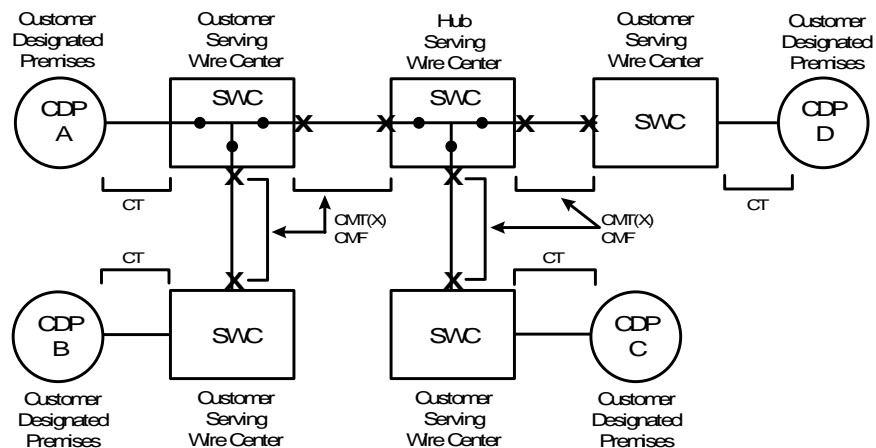 Customer
Designated
Premises
Customer
Serving
Wire Center
Hub
Serving
Wire Center
Customer
Serving
Wire Center
Customer
Designated
Premises
CDP
A
SWC
X
X
SWC
X
X
SWC
CDP
D
X
X
CT
CMT(X)
CMF
CMT(X)
CMF
CT
CT
CT
X
X
CDP
B
SWC
SWC
CDP
C
Customer
Designated
Premises
Customer
Serving
Wire Center
Customer
Serving
Wire Center
Customer
Designated
Premises